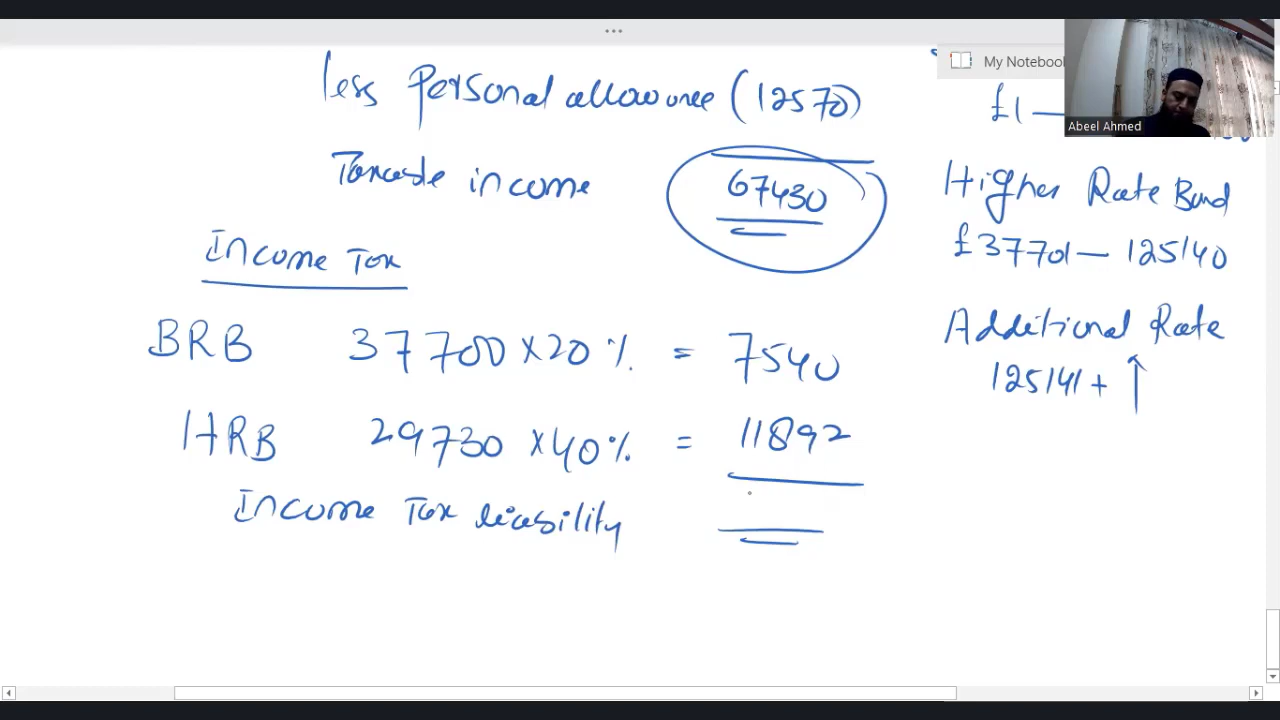 less Personal allowance (12570)
Taxable income 67430
Income Tax
BRB 37700 x 20% = 7540
HRB 29730 x 40% = 11892
Income Tax liability
My Notebook
£1 —
Abeel Ahmed
Higher Rate Band
£37701 — 125140
Additional Rate
125141 + ↑